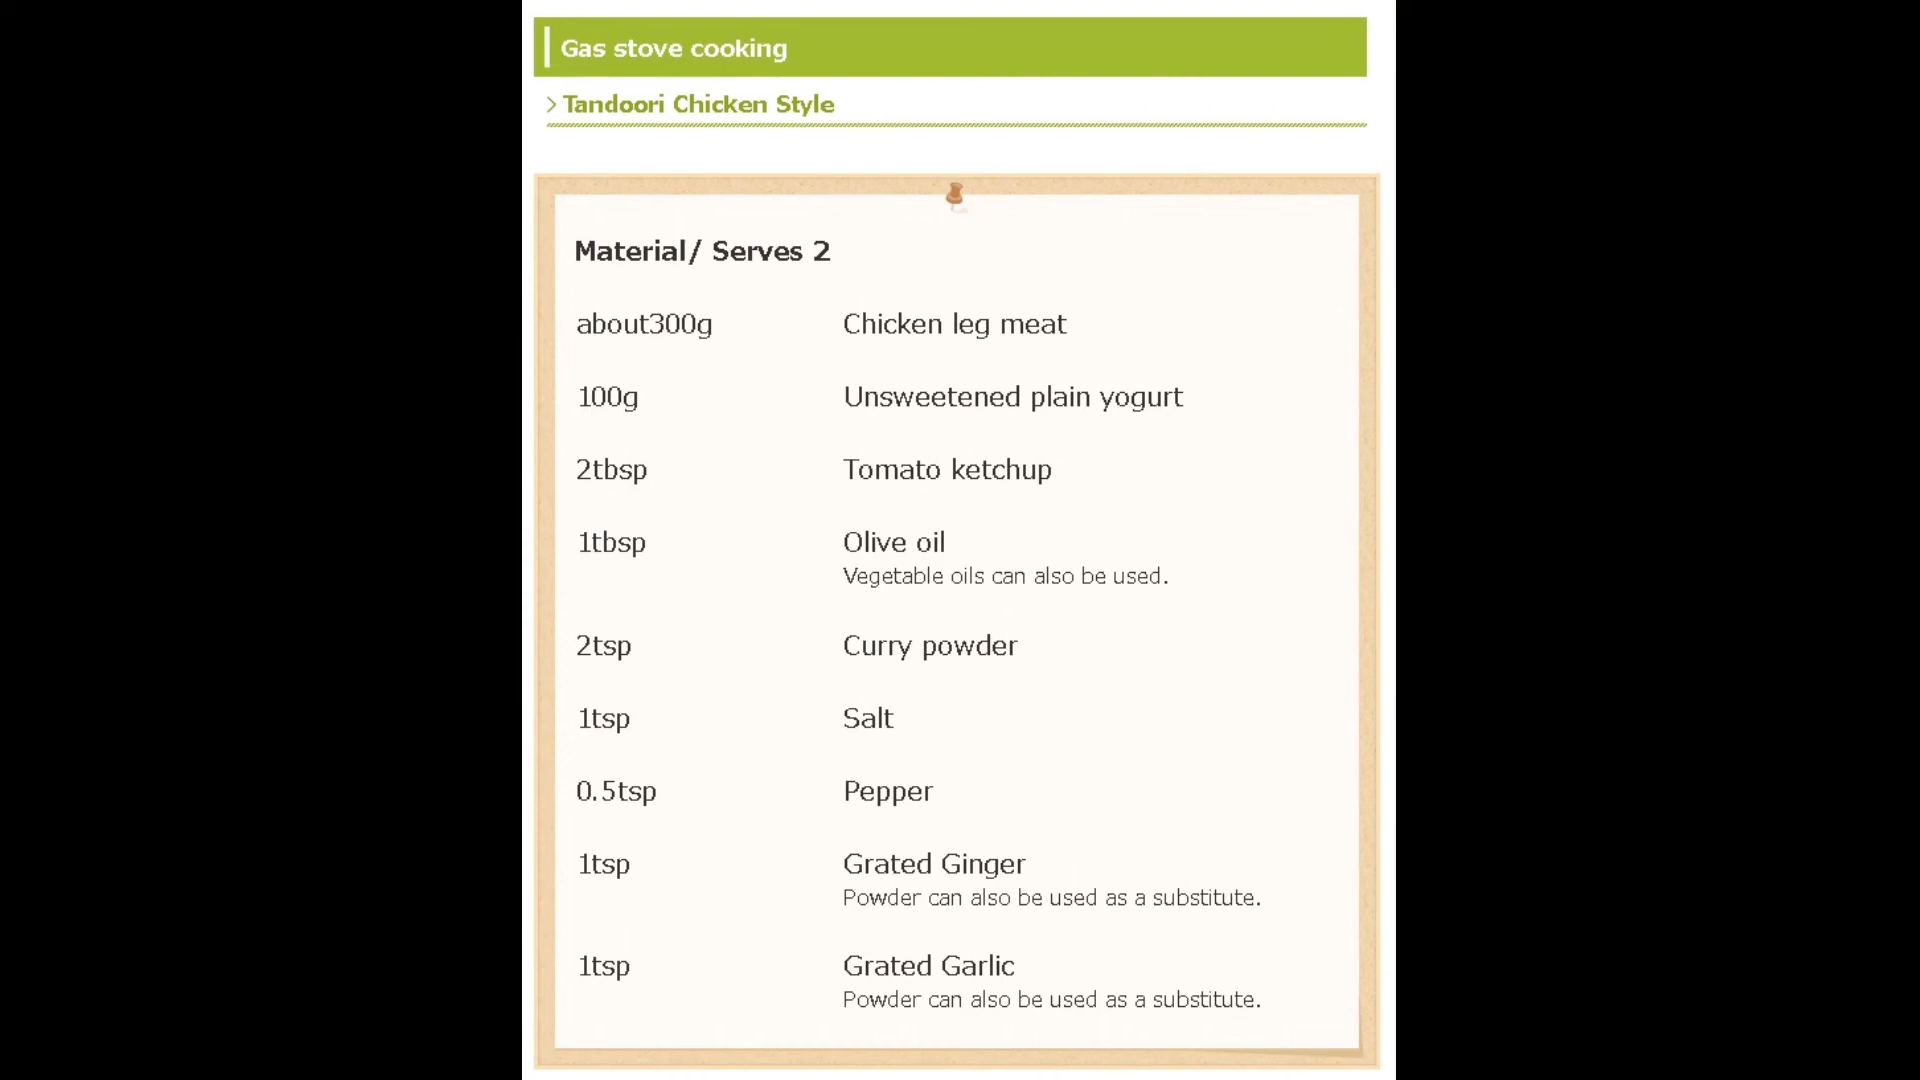 Gas stove cooking
Tandoori Chicken Style
Material/ Serves 2
about300g Chicken leg meat
100g Unsweetened plain yogurt
2tbsp Tomato ketchup
1tbsp Olive oil
Vegetable oils can also be used.
2tsp Curry powder
1tsp Salt
0.5tsp Pepper
1tsp Grated Ginger
Powder can also be used as a substitute.
1tsp Grated Garlic
Powder can also be used as a substitute.